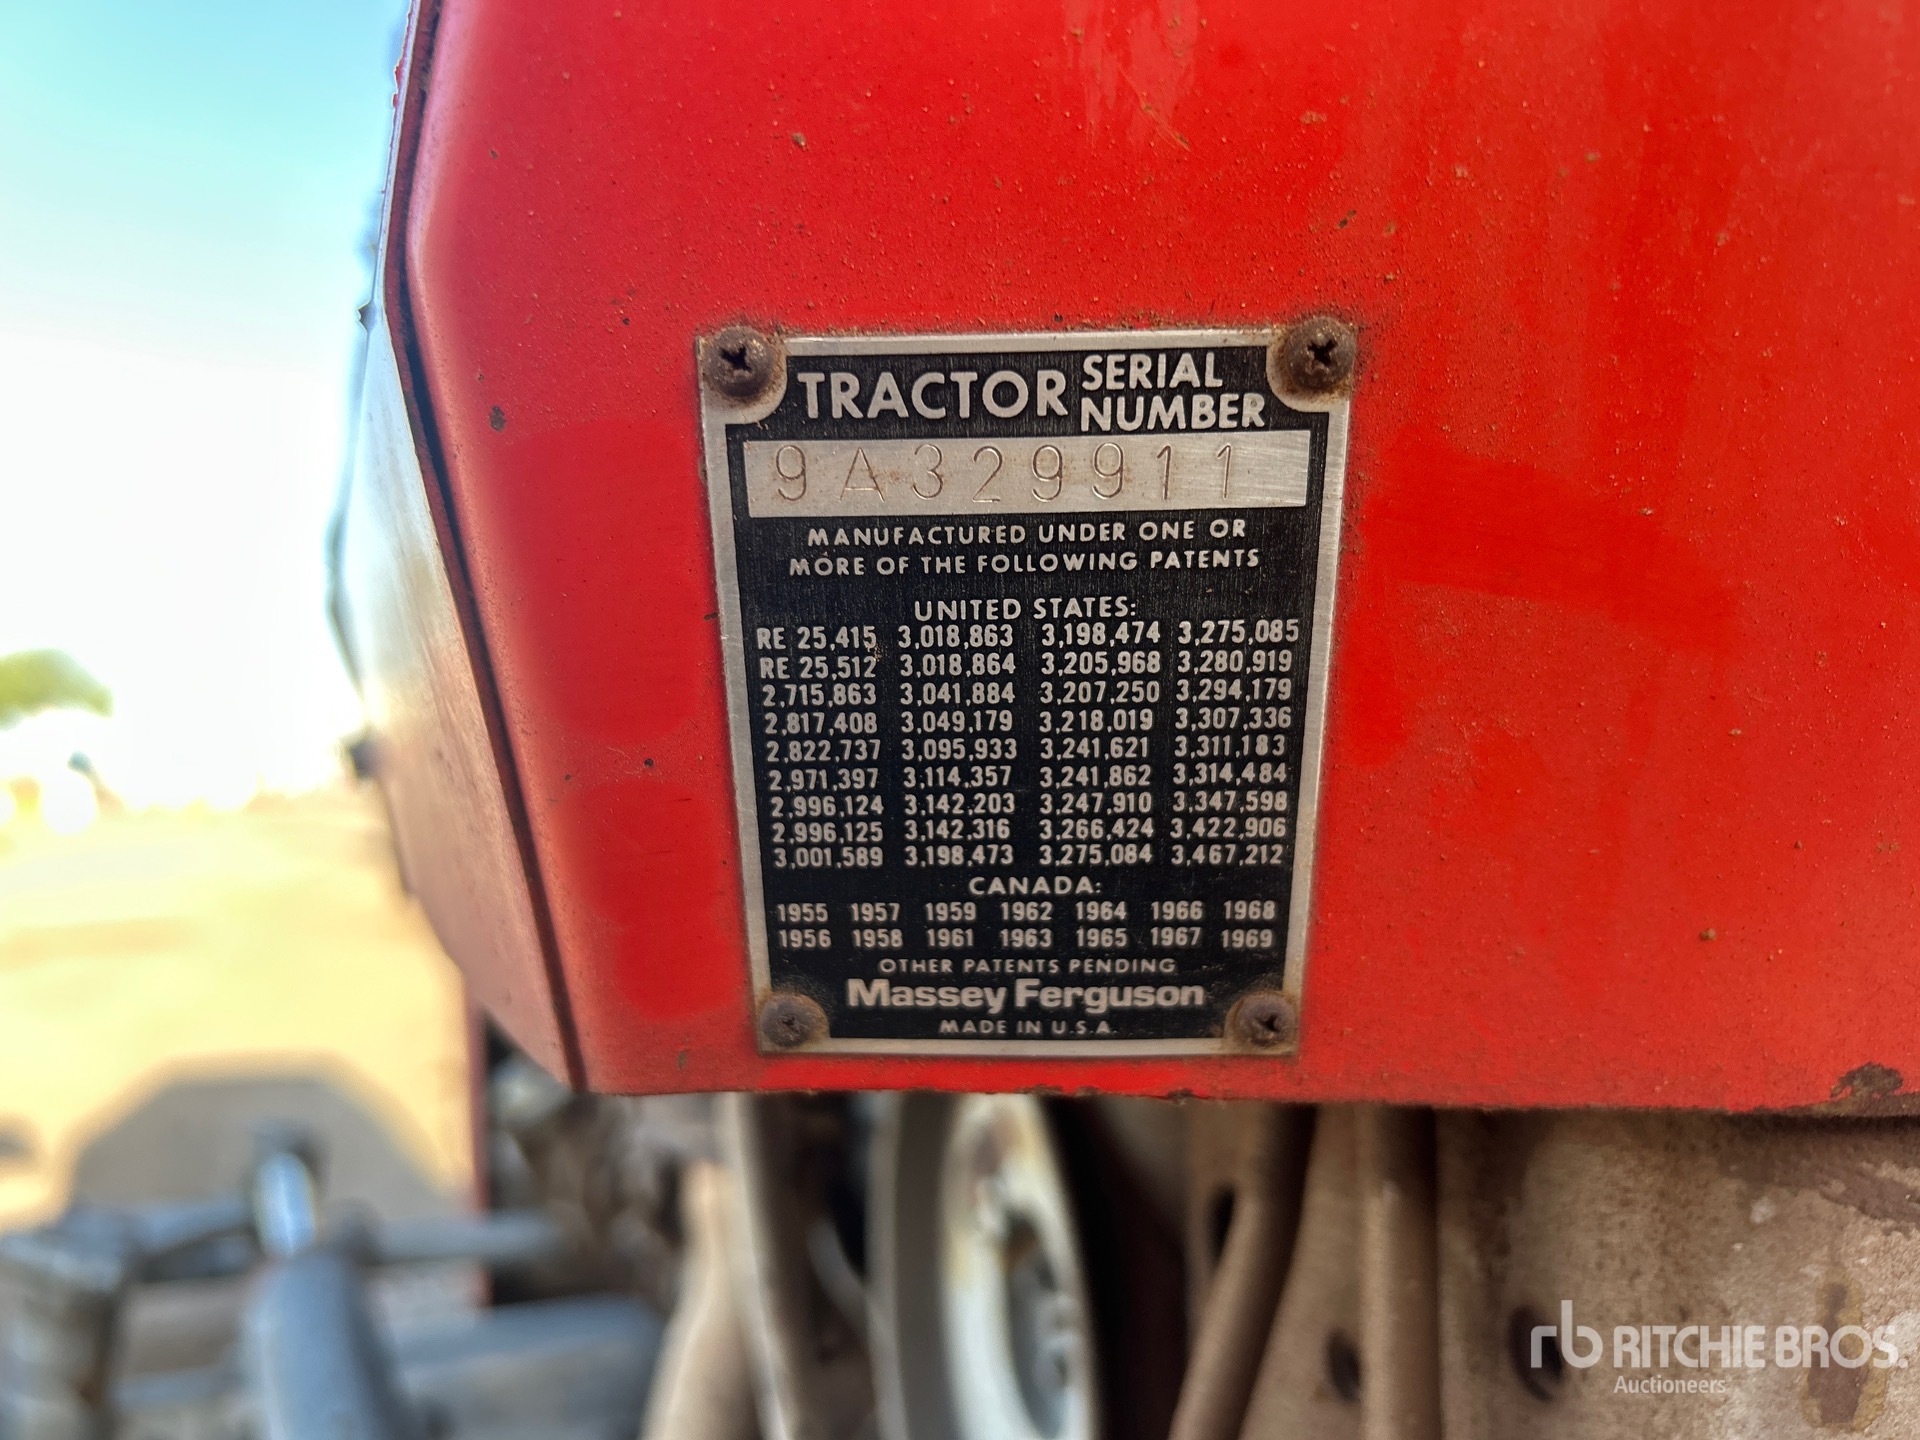 TRACTOR SERIAL NUMBER
9A329911
MANUFACTURED UNDER ONE OR
MORE OF THE FOLLOWING PATENTS
UNITED STATES:
RE 25,415 3,018,863 3,198,474 3,275,085
RE 25,512 3,018,864 3,205,968 3,280,919
2,715,863 3,041,884 3,207,250 3,294,179
2,817,408 3,049,179 3,218,019 3,307,336
2,822,737 3,095,933 3,241,621 3,311,183
2,971,397 3,114,357 3,241,862 3,314,484
2,996,124 3,142,203 3,247,910 3,347,598
2,996,125 3,142,316 3,266,424 3,422,906
3,001,589 3,198,473 3,275,084 3,467,212
CANADA:
1955 1957 1959 1962 1964 1966 1968
1956 1958 1961 1963 1965 1967 1969
OTHER PATENTS PENDING
Massey Ferguson
MADE IN U.S.A.
rb RITCHIE BROS.
Auctioneers